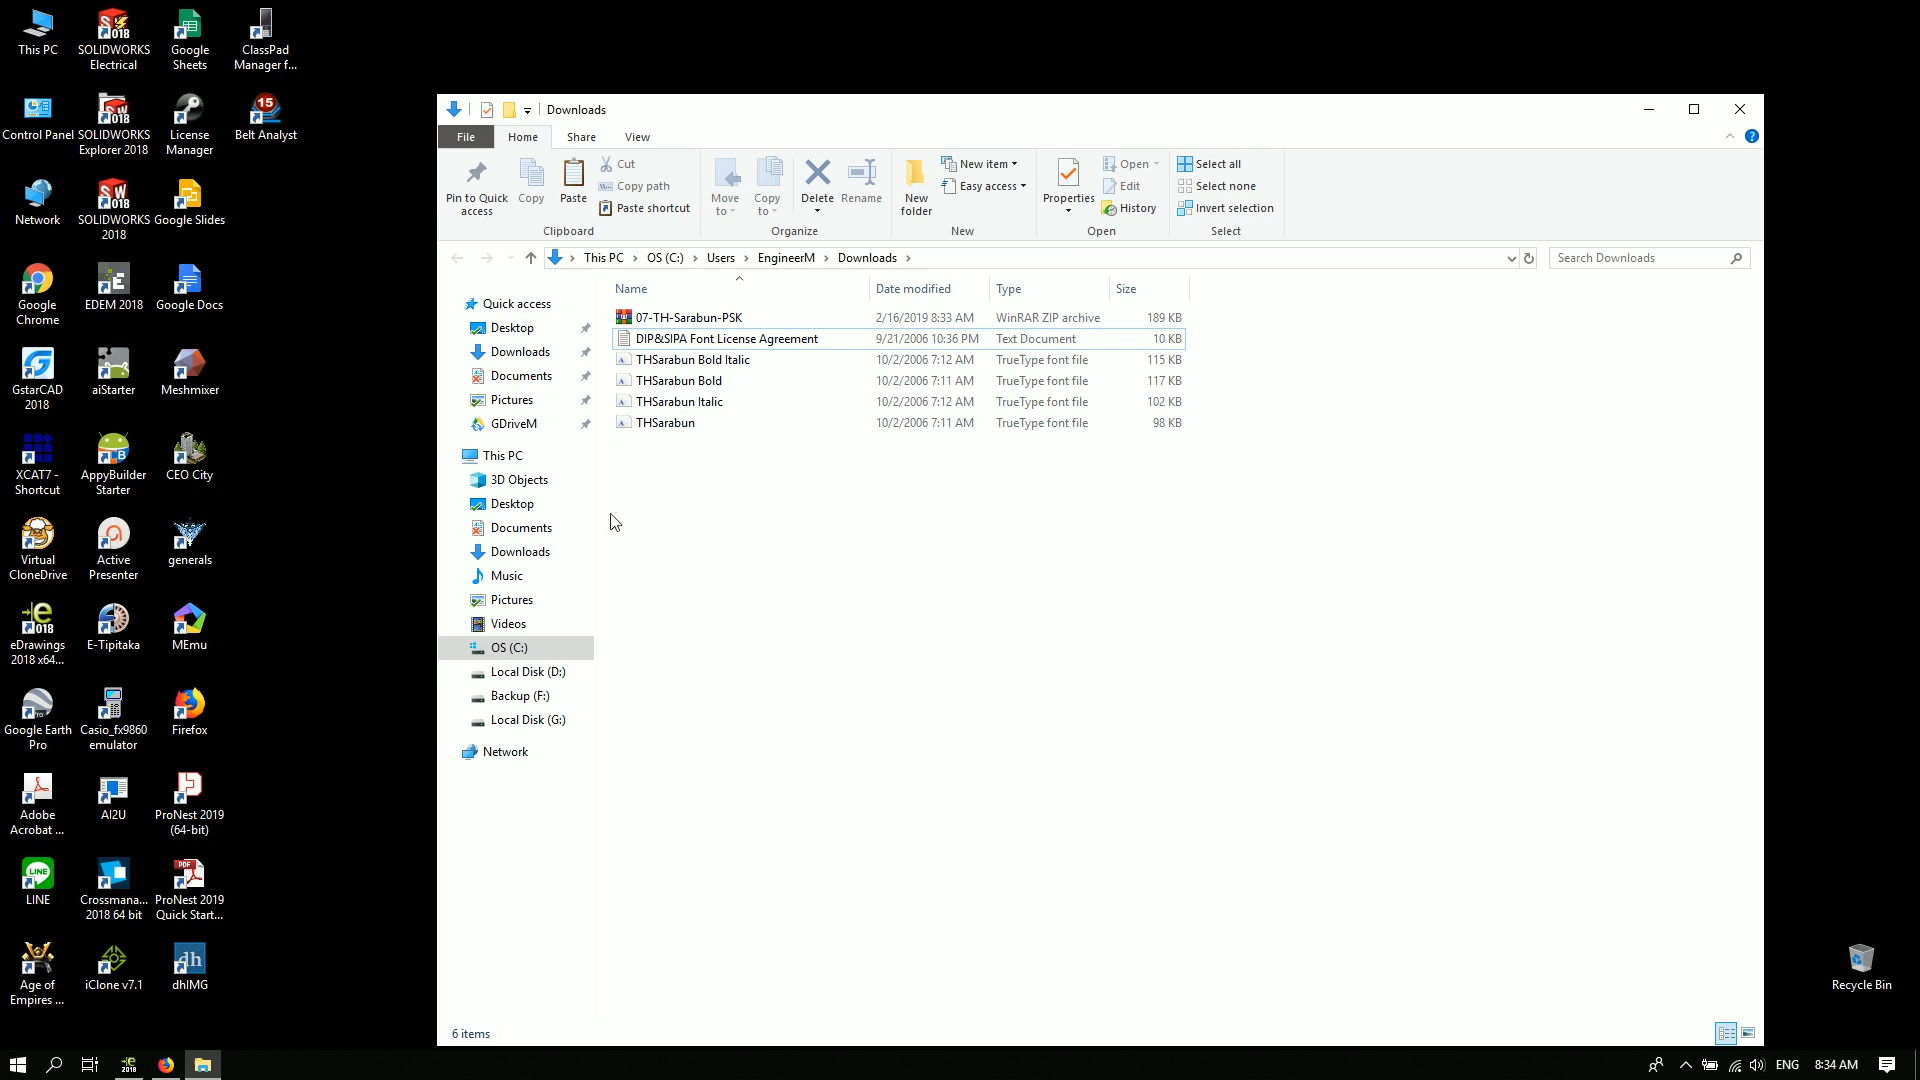 This PC
SOLIDWORKS
Electrical
Google
Sheets
ClassPad
Manager f...
Control Panel
SOLIDWORKS
Explorer 2018
License
Manager
Belt Analyst
Network
SOLIDWORKS
2018
Google Slides
Google
Chrome
EDEM 2018
Google Docs
GstarCAD
2018
aiStarter
Meshmixer
XCAT7 -
Shortcut
AppyBuilder
Starter
CEO City
Virtual
CloneDrive
Active
Presenter
generals
eDrawings
2018 x64...
E-Tipitaka
MEmu
Google Earth
Pro
Casio_fx9860
emulator
Firefox
Adobe
Acrobat ...
AI2U
ProNest 2019
(64-bit)
LINE
Crossmana...
2018 64 bit
ProNest 2019
Quick Start...
Age of
Empires ...
iClone v7.1
dhIMG
Recycle Bin
Downloads
File Home Share View
Pin to Quick
access
Copy
Paste
Cut
Copy path
Paste shortcut
Clipboard
Move
to
Copy
to
Delete
Rename
Organize
New
folder
New item
Easy access
New
Properties
Open
Edit
History
Open
Select all
Select none
Invert selection
Select
This PC > OS (C:) > Users > EngineerM > Downloads >
Search Downloads
Quick access
Desktop
Downloads
Documents
Pictures
GDriveM
This PC
3D Objects
Desktop
Documents
Downloads
Music
Pictures
Videos
OS (C:)
Local Disk (D:)
Backup (F:)
Local Disk (G:)
Network
Name Date modified Type Size
07-TH-Sarabun-PSK 2/16/2019 8:33 AM WinRAR ZIP archive 189 KB
DIP&SIPA Font License Agreement 9/21/2006 10:36 PM Text Document 10 KB
THSarabun Bold Italic 10/2/2006 7:12 AM TrueType font file 115 KB
THSarabun Bold 10/2/2006 7:11 AM TrueType font file 117 KB
THSarabun Italic 10/2/2006 7:12 AM TrueType font file 102 KB
THSarabun 10/2/2006 7:11 AM TrueType font file 98 KB
6 items
ENG 8:34 AM